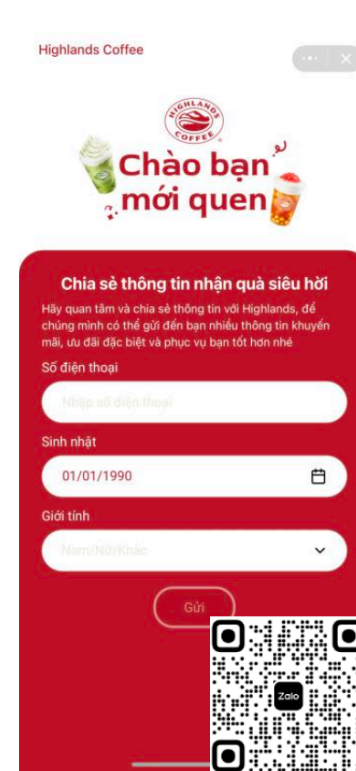 Highlands Coffee
HIGHLANDS
COFFEE
Chào bạn
mới quen
Chia sẻ thông tin nhận quà siêu hời
Hãy quan tâm và chia sẻ thông tin với Highlands, để
chúng mình có thể gửi đến bạn nhiều thông tin khuyến
mãi, ưu đãi đặc biệt và phục vụ bạn tốt hơn nhé
Số điện thoại
Nhập số điện thoại
Sinh nhật
01/01/1990
Giới tính
Nam/Nữ/Khác
Gửi
Zalo